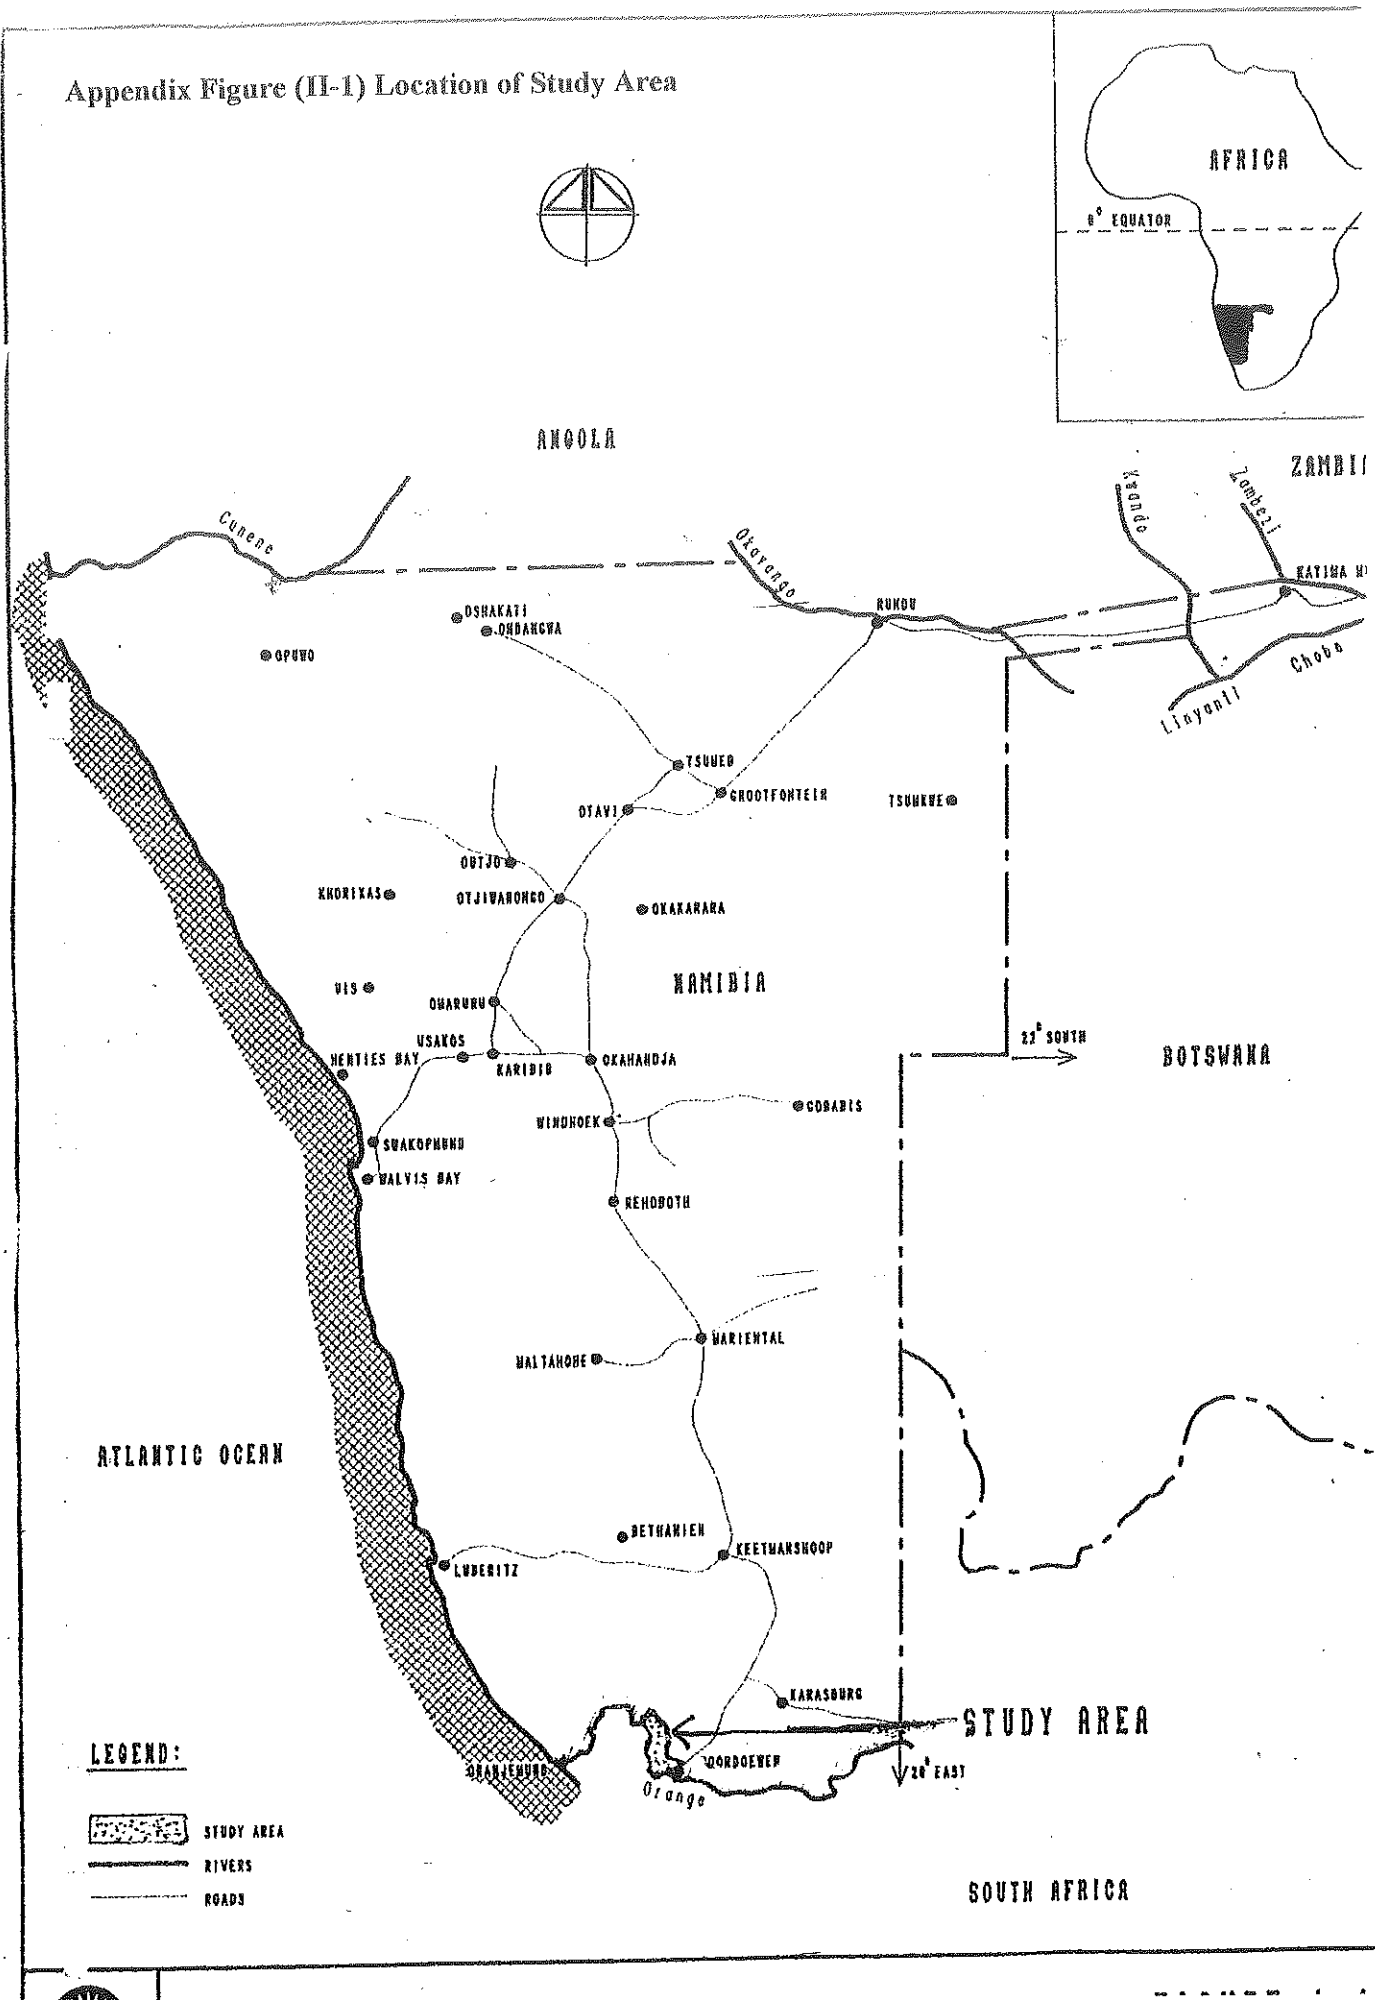 Appendix Figure (II-1) Location of Study Area
AFRICA
0° EQUATOR
ANGOLA
ZAMBIA
Cunene
Okavango
Kwando
Zambezi
KATIMA M
RUNDU
OSHAKATI
ONDANGWA
OPUWO
Chobe
Linyanti
TSUMEB
GROOTFONTEIN
TSUMKWE
OTAVI
OUTJO
KHORIXAS
OTJIWARONGO
OKAKARARA
NAMIBIA
UIS
OMARURU
USAKOS
22° SOUTH
HENTIES BAY
KARIBIB
OKAHANDJA
BOTSWANA
WINDHOEK
GOBABIS
SWAKOPMUND
WALVIS BAY
REHOBOTH
MARIENTAL
MALTAHOHE
ATLANTIC OCEAN
BETHANIEN
KEETMANSHOOP
LUDERITZ
KARASBURG
STUDY AREA
LEGEND:
ORANJEMUND
NOORDOEWER
20° EAST
Orange
STUDY AREA
RIVERS
ROADS
SOUTH AFRICA